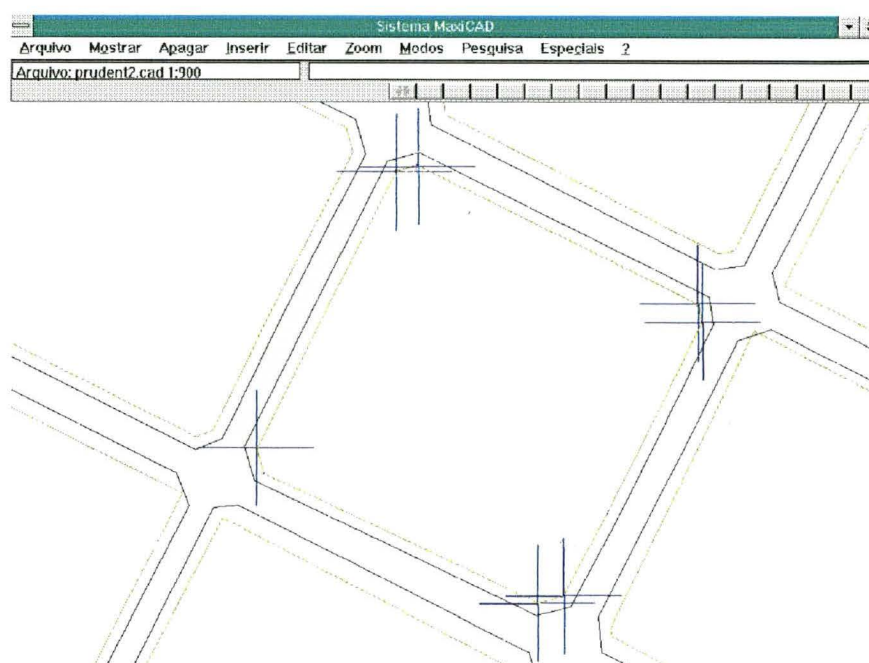 Sistema MaxiCAD
Arquivo Mostrar Apagar Inserir Editar Zoom Modos Pesquisa Especiais ?
Arquivo: prudent2.cad 1:900